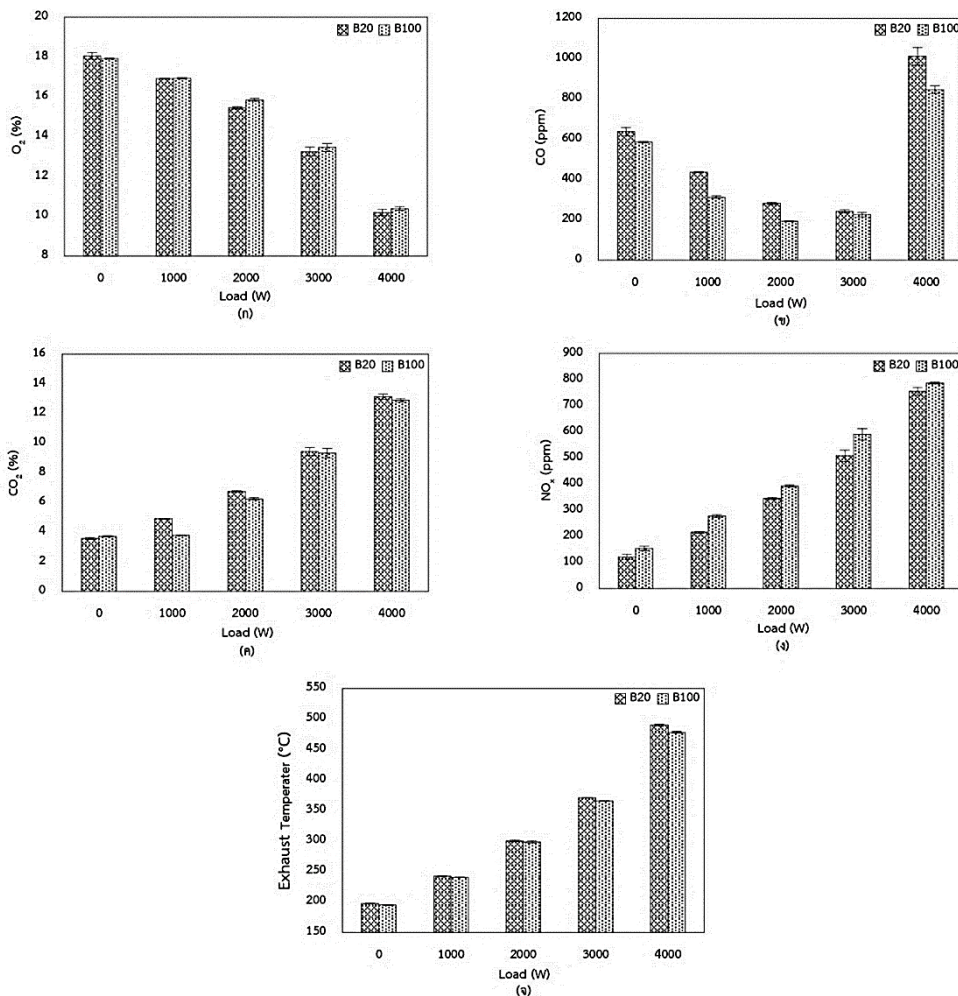 20
18
16
14
12
10
8
O2 (%)
B20 B100
0 1000 2000 3000 4000
Load (W)
(ก)
1200
1000
800
600
400
200
0
CO (ppm)
B20 B100
0 1000 2000 3000 4000
Load (W)
(ข)
16
14
12
10
8
6
4
2
0
CO2 (%)
B20 B100
0 1000 2000 3000 4000
Load (W)
(ค)
900
800
700
600
500
400
300
200
100
0
NOx (ppm)
B20 B100
0 1000 2000 3000 4000
Load (W)
(ง)
550
500
450
400
350
300
250
200
150
Exhaust Temperater (°C)
B20 B100
0 1000 2000 3000 4000
Load (W)
(จ)